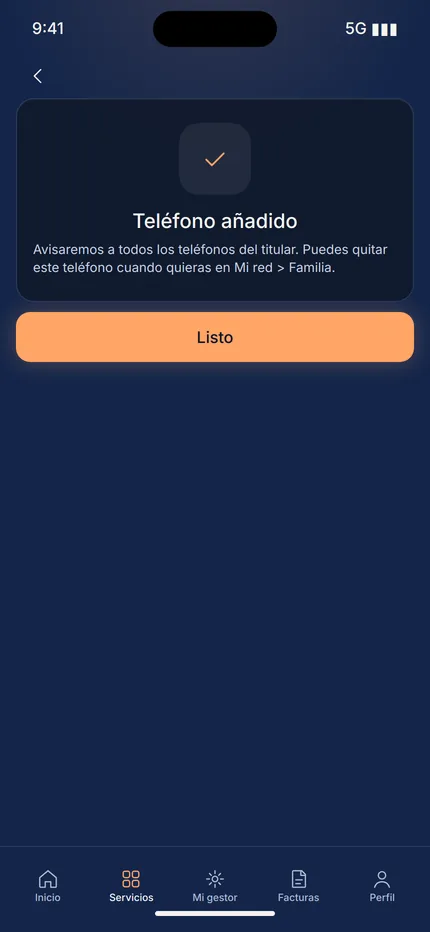 9:41
5G
Teléfono añadido
Avisaremos a todos los teléfonos del titular. Puedes quitar
este teléfono cuando quieras en Mi red > Familia.
Listo
Inicio
Servicios
Mi gestor
Facturas
Perfil